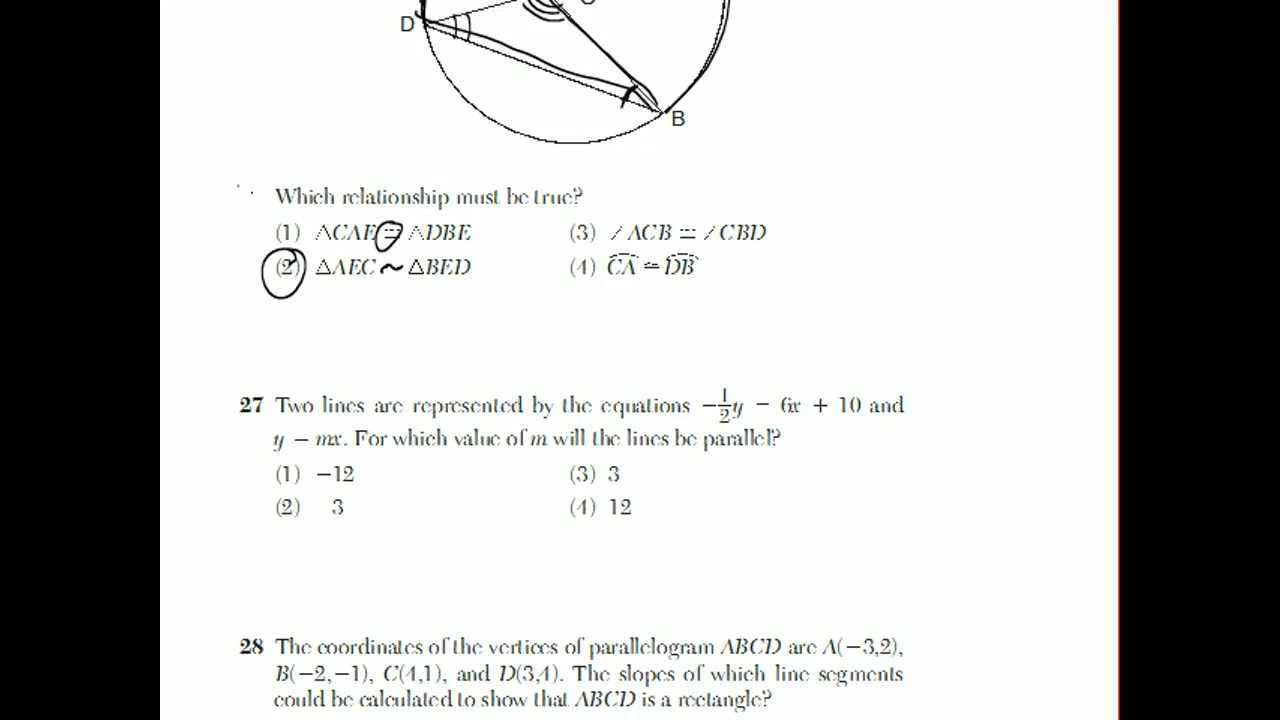 D
B
Which relationship must be true?
(1) △CAE ≅ △DBE (3) ∠ACB ≅ ∠CBD
(2) △AEC ~ △BED (4) CA ≅ DB
27 Two lines are represented by the equations −1/2y = 6x + 10 and
y = mx. For which value of m will the lines be parallel?
(1) −12 (3) 3
(2) 3 (4) 12
28 The coordinates of the vertices of parallelogram ABCD are A(−3,2),
B(−2,−1), C(4,1), and D(3,4). The slopes of which line segments
could be calculated to show that ABCD is a rectangle?